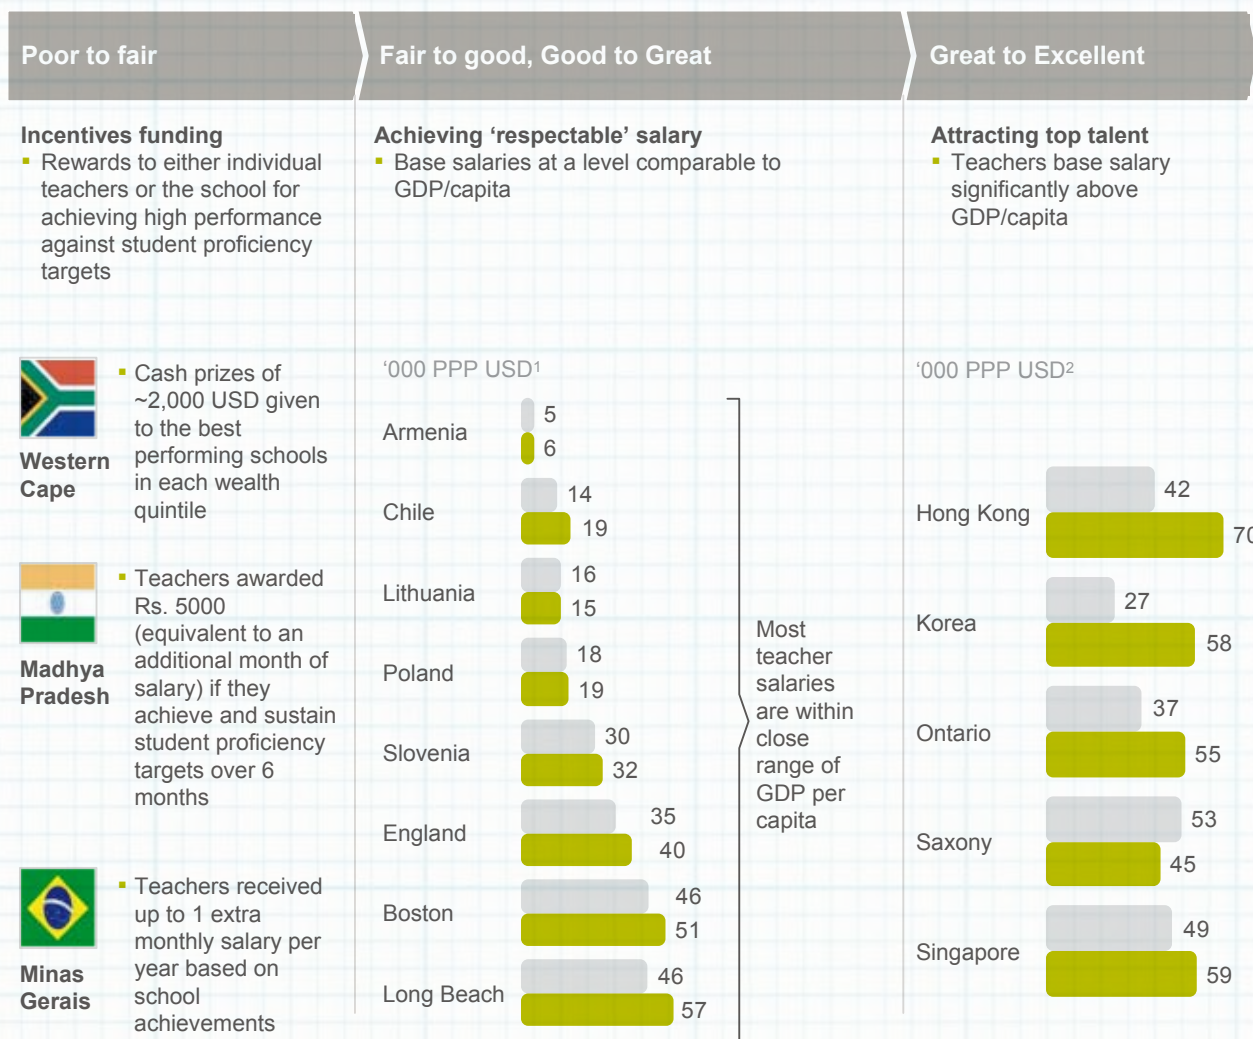 Poor to fair
Fair to good, Good to Great
Great to Excellent
Incentives funding
▪ Rewards to either individual
teachers or the school for
achieving high performance
against student proficiency
targets
Western
Cape
▪ Cash prizes of
~2,000 USD given
to the best
performing schools
in each wealth
quintile
Madhya
Pradesh
▪ Teachers awarded
Rs. 5000
(equivalent to an
additional month of
salary) if they
achieve and sustain
student proficiency
targets over 6
months
Minas
Gerais
▪ Teachers received
up to 1 extra
monthly salary per
year based on
school
achievements
Achieving ‘respectable’ salary
▪ Base salaries at a level comparable to
GDP/capita
‘000 PPP USD¹
Armenia
5
6
Chile
14
19
Lithuania
16
15
Poland
18
19
Slovenia
30
32
England
35
40
Boston
46
51
Long Beach
46
57
Most
teacher
salaries
are within
close
range of
GDP per
capita
Attracting top talent
▪ Teachers base salary
significantly above
GDP/capita
‘000 PPP USD²
Hong Kong
42
70
Korea
27
58
Ontario
37
55
Saxony
53
45
Singapore
49
59